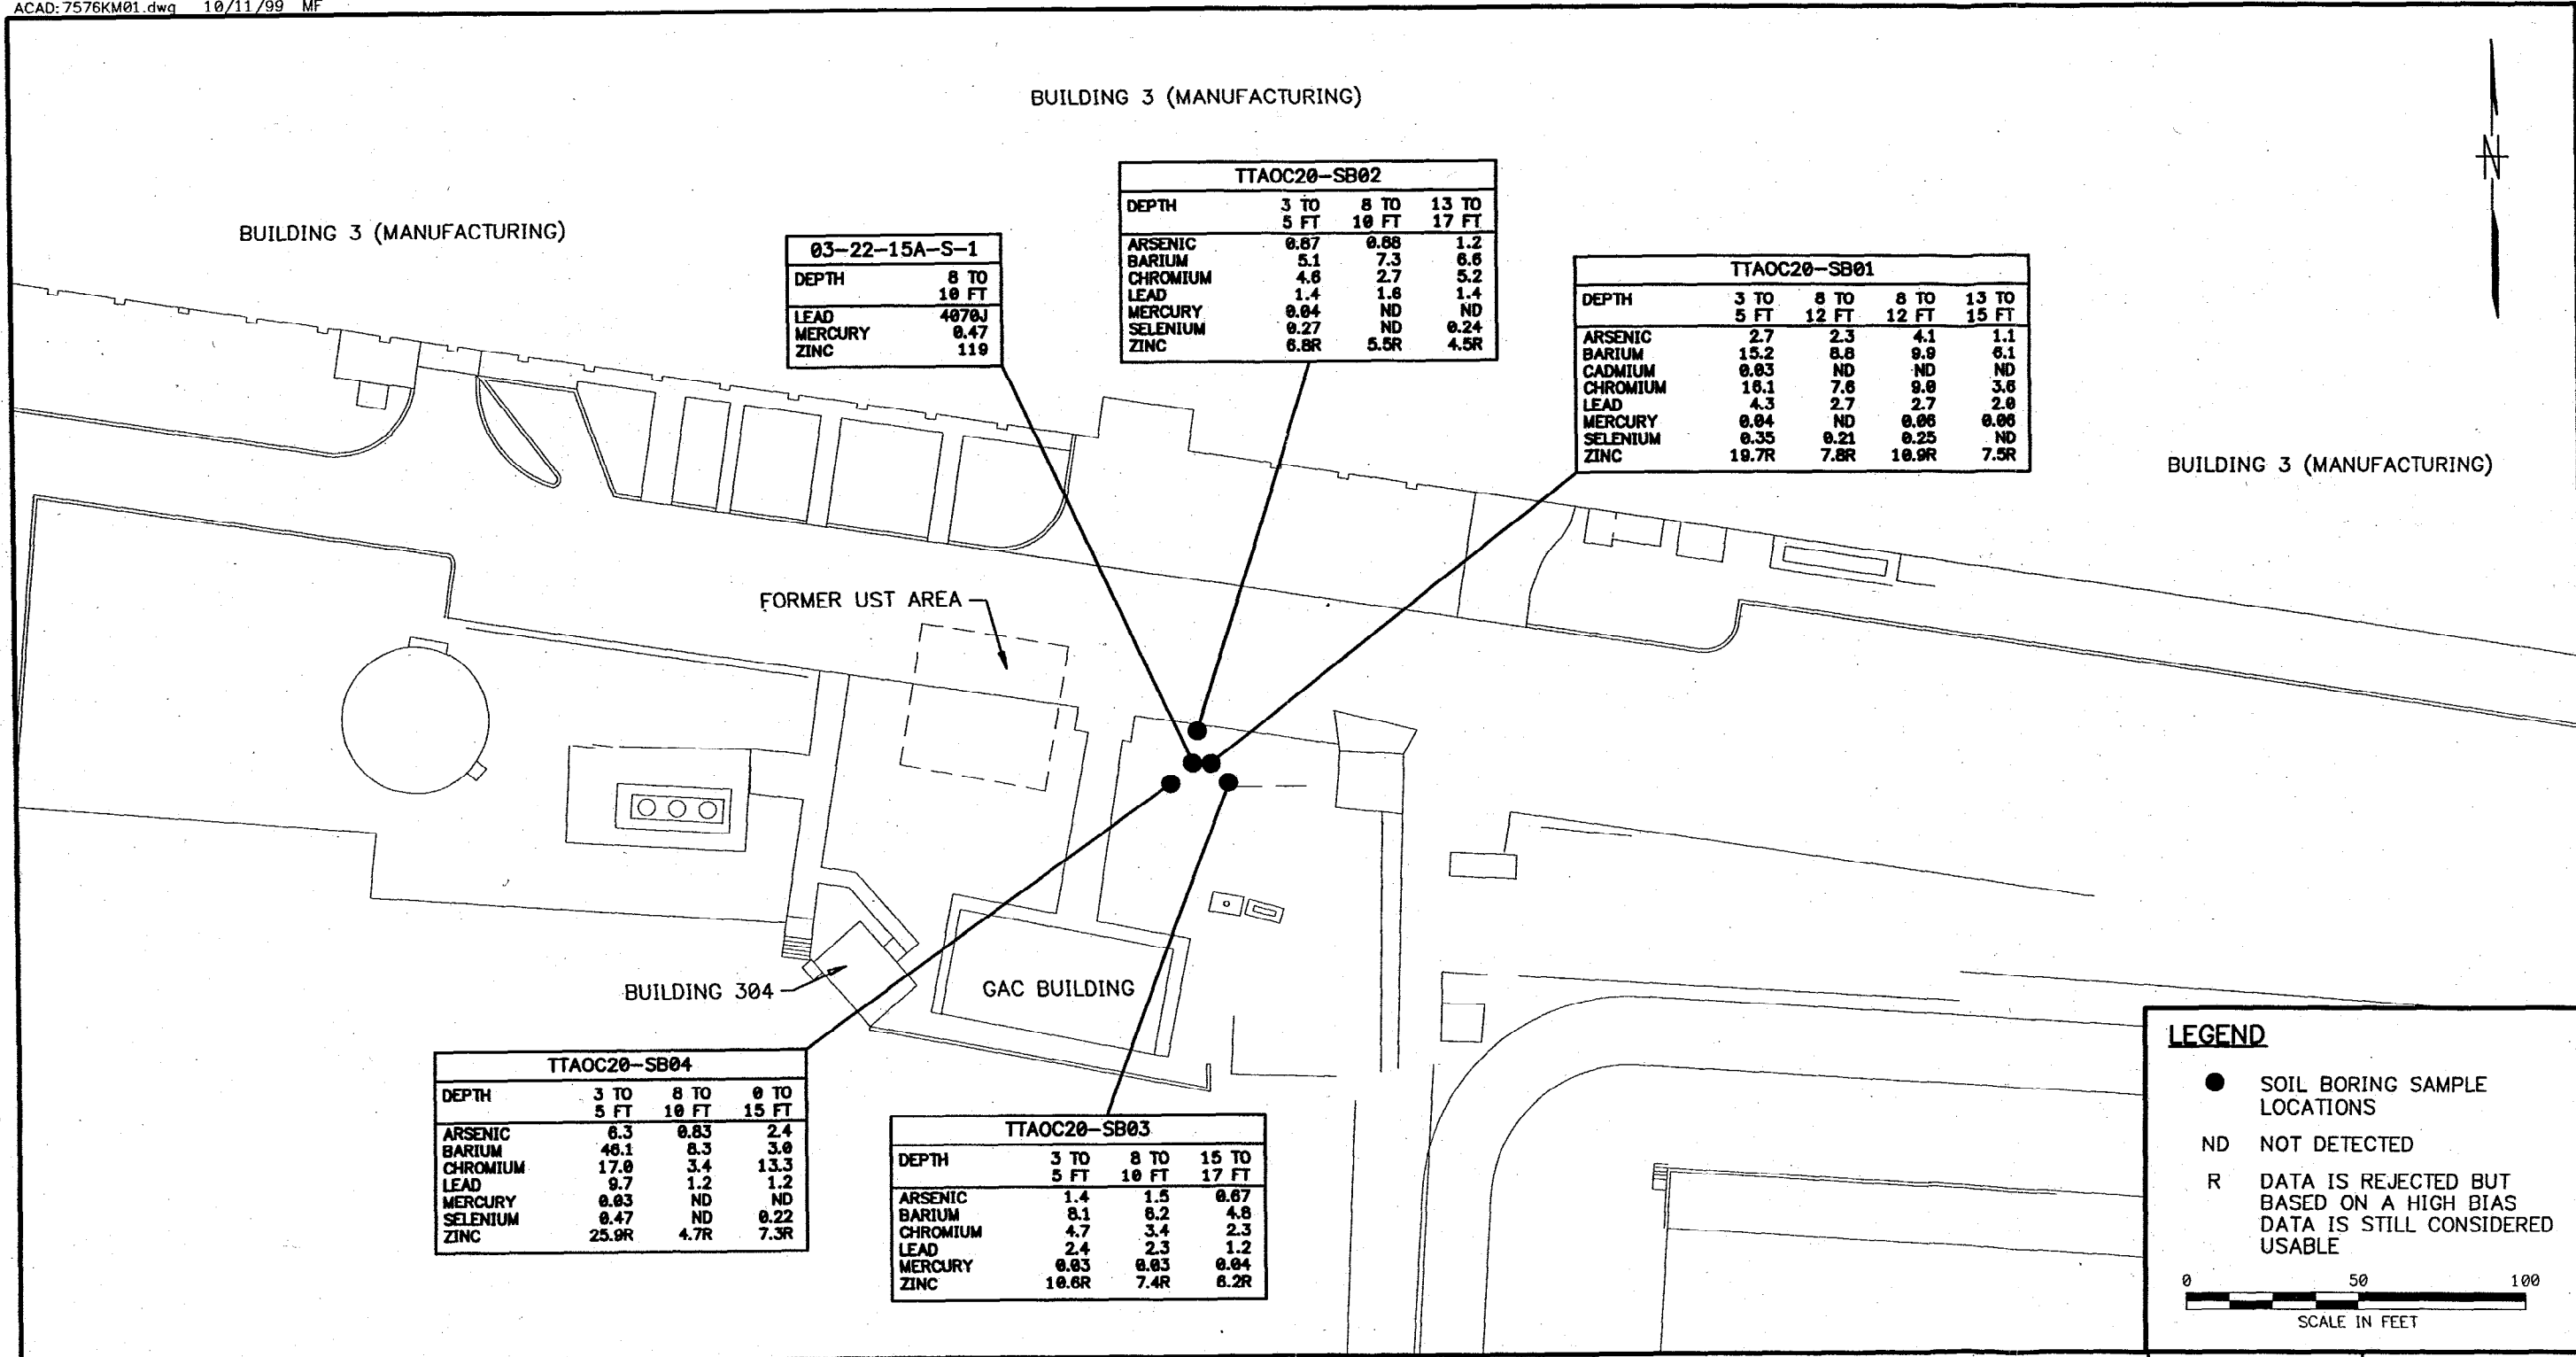 ACAD:7576KM01.dwg 10/11/99 MF
BUILDING 3 (MANUFACTURING)
BUILDING 3 (MANUFACTURING)
BUILDING 3 (MANUFACTURING)
N
03-22-15A-S-1
DEPTH 8 TO
10 FT
LEAD 4070J
MERCURY 0.47
ZINC 119
TTAOC20-SB02
DEPTH 3 TO 8 TO 13 TO
5 FT 10 FT 17 FT
ARSENIC 0.87 0.88 1.2
BARIUM 5.1 7.3 6.6
CHROMIUM 4.6 2.7 5.2
LEAD 1.4 1.6 1.4
MERCURY 0.04 ND ND
SELENIUM 0.27 ND 0.24
ZINC 6.8R 5.5R 4.5R
TTAOC20-SB01
DEPTH 3 TO 8 TO 8 TO 13 TO
5 FT 12 FT 12 FT 15 FT
ARSENIC 2.7 2.3 4.1 1.1
BARIUM 15.2 8.8 9.9 6.1
CADMIUM 0.03 ND ND ND
CHROMIUM 16.1 7.6 9.0 3.6
LEAD 4.3 2.7 2.7 2.0
MERCURY 0.04 ND 0.06 0.06
SELENIUM 0.35 0.21 0.25 ND
ZINC 19.7R 7.8R 10.9R 7.5R
FORMER UST AREA
BUILDING 304
GAC BUILDING
TTAOC20-SB04
DEPTH 3 TO 8 TO 0 TO
5 FT 10 FT 15 FT
ARSENIC 6.3 0.83 2.4
BARIUM 46.1 8.3 3.0
CHROMIUM 17.0 3.4 13.3
LEAD 9.7 1.2 1.2
MERCURY 0.03 ND ND
SELENIUM 0.47 ND 0.22
ZINC 25.9R 4.7R 7.3R
TTAOC20-SB03
DEPTH 3 TO 8 TO 15 TO
5 FT 10 FT 17 FT
ARSENIC 1.4 1.5 0.67
BARIUM 8.1 8.2 4.8
CHROMIUM 4.7 3.4 2.3
LEAD 2.4 2.3 1.2
MERCURY 0.03 0.03 0.04
ZINC 10.6R 7.4R 6.2R
LEGEND
SOIL BORING SAMPLE
LOCATIONS
ND NOT DETECTED
R DATA IS REJECTED BUT
BASED ON A HIGH BIAS
DATA IS STILL CONSIDERED
USABLE
0 50 100
SCALE IN FEET